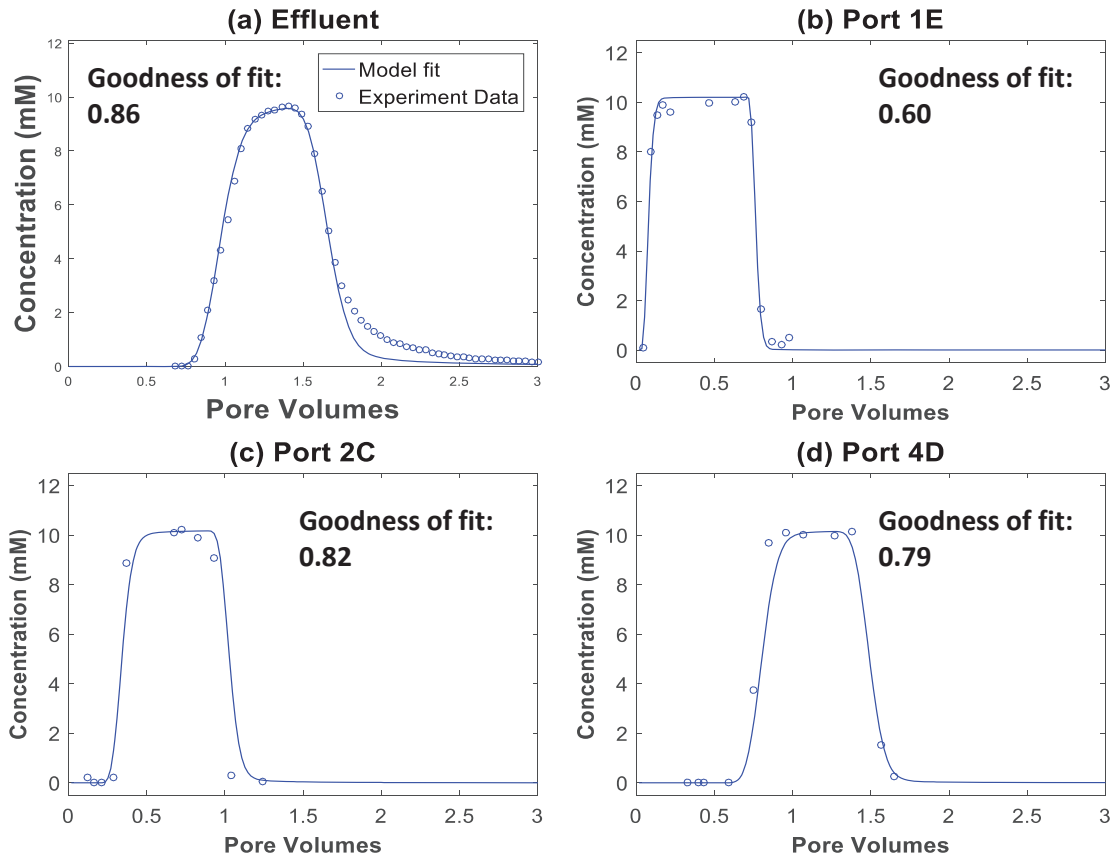 (a) Effluent
Goodness of fit:
0.86
Model fit
Experiment Data
Concentration (mM)
12
10
8
6
4
2
0
0 0.5 1 1.5 2 2.5 3
Pore Volumes
(b) Port 1E
Goodness of fit:
0.60
Concentration (mM)
12
10
8
6
4
2
0
0 0.5 1 1.5 2 2.5 3
Pore Volumes
(c) Port 2C
Goodness of fit:
0.82
Concentration (mM)
12
10
8
6
4
2
0
0 0.5 1 1.5 2 2.5 3
Pore Volumes
(d) Port 4D
Goodness of fit:
0.79
Concentration (mM)
12
10
8
6
4
2
0
0 0.5 1 1.5 2 2.5 3
Pore Volumes